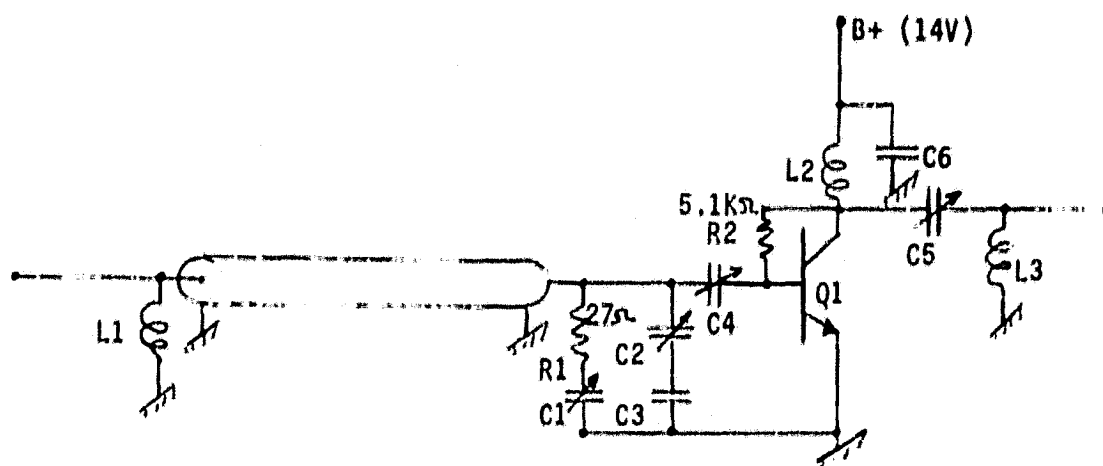 B+ (14V)
C6
L2
5.1KΩ
R2
C5
L3
Q1
C4
L1
27Ω
C2
R1
C1
C3